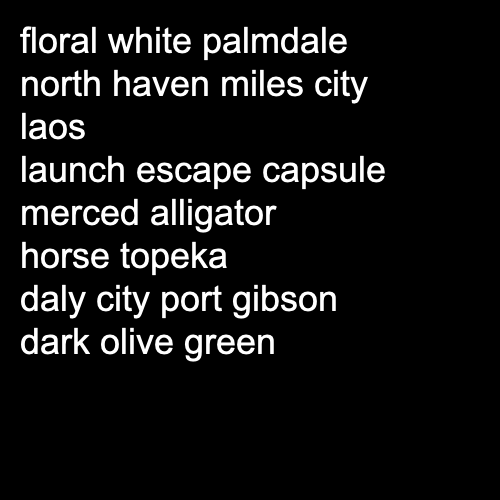 floral white palmdale
north haven miles city
laos
launch escape capsule
merced alligator
horse topeka
daly city port gibson
dark olive green